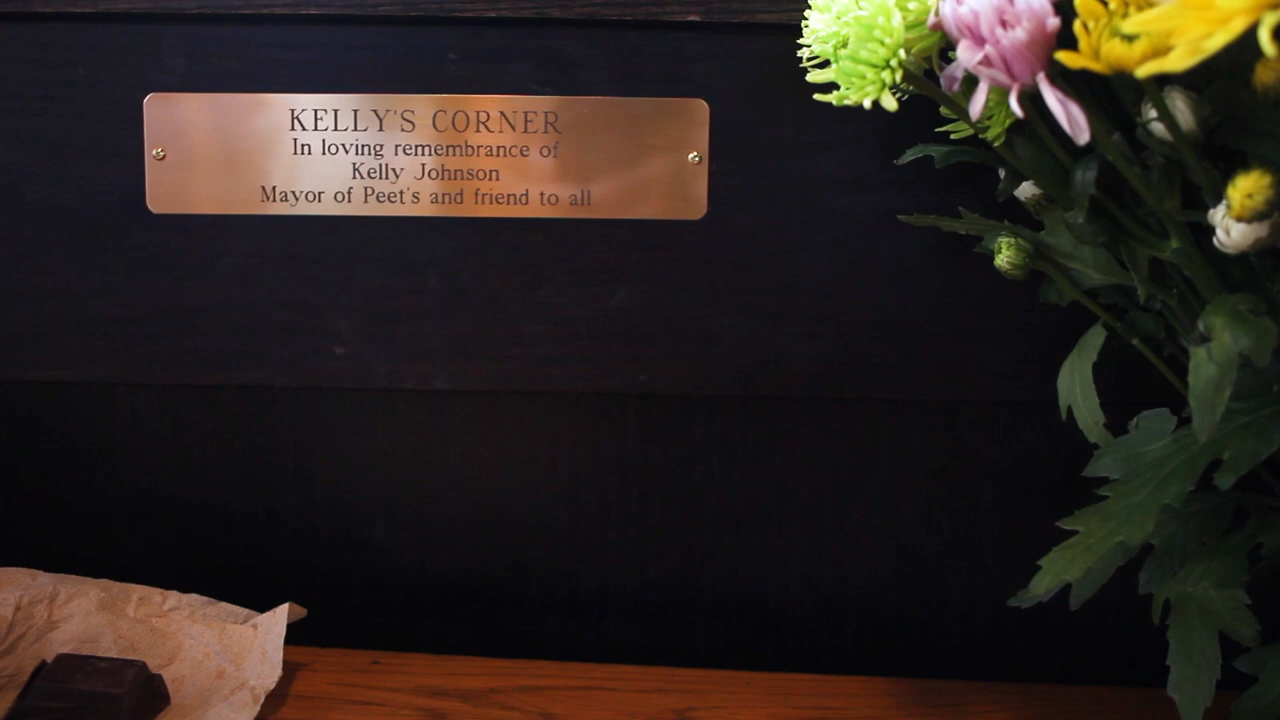 KELLY'S CORNER
In loving remembrance of
Kelly Johnson
Mayor of Peet's and friend to all